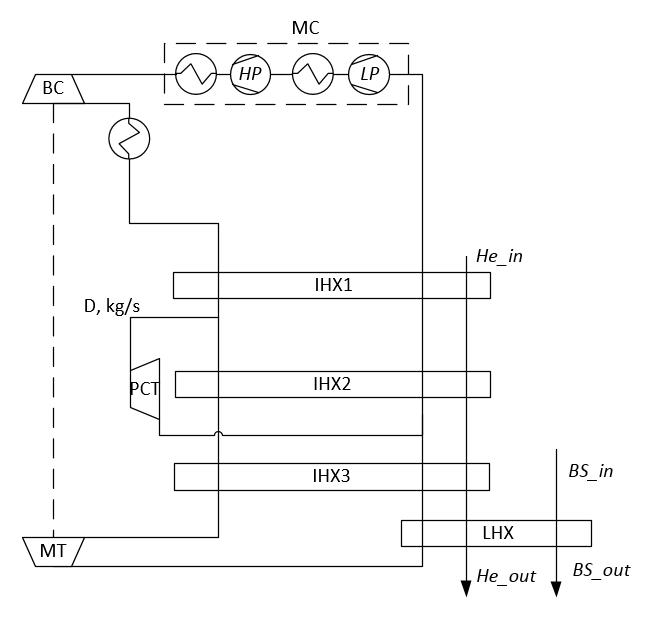 MC
BC
HP
LP
He_in
IHX1
D, kg/s
PCT
IHX2
IHX3
BS_in
LHX
MT
He_out
BS_out